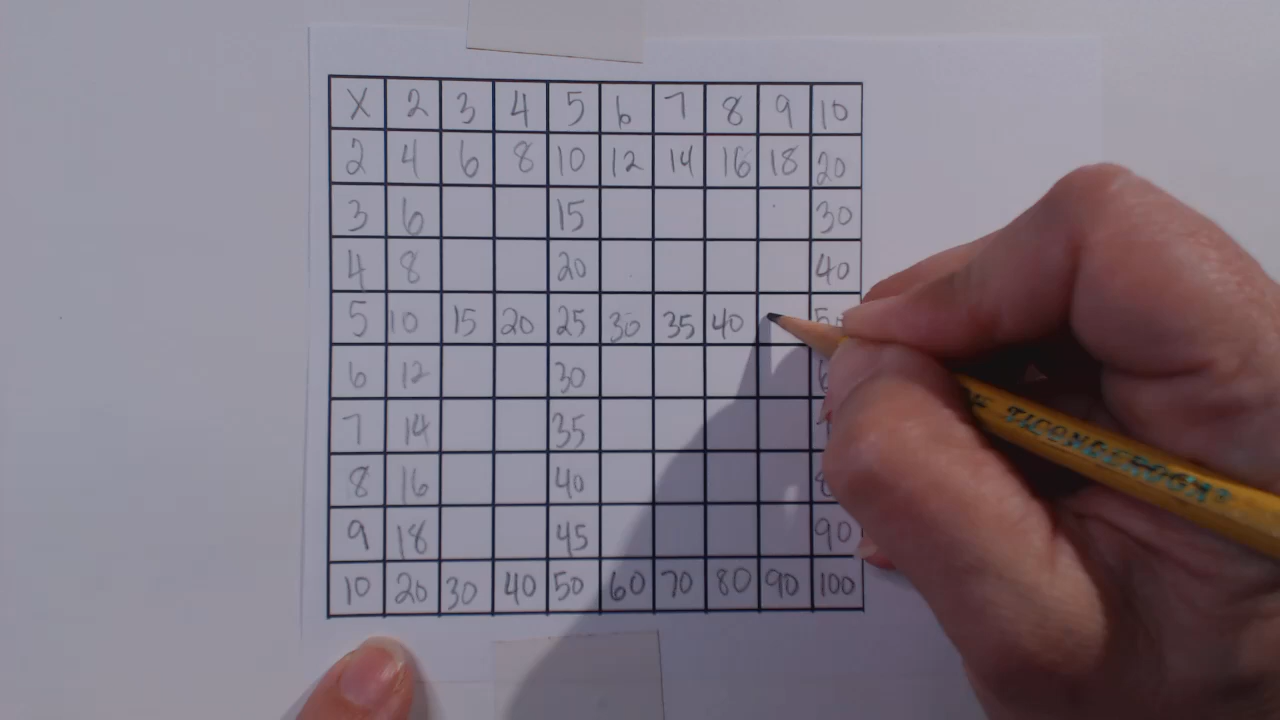 X 2 3 4 5 6 7 8 9 10
2 4 6 8 10 12 14 16 18 20
3 6 15 30
4 8 20 40
5 10 15 20 25 30 35 40
6 12 30
7 14 35
8 16 40
9 18 45 90
10 20 30 40 50 60 70 80 90 100
TICONDEROGA